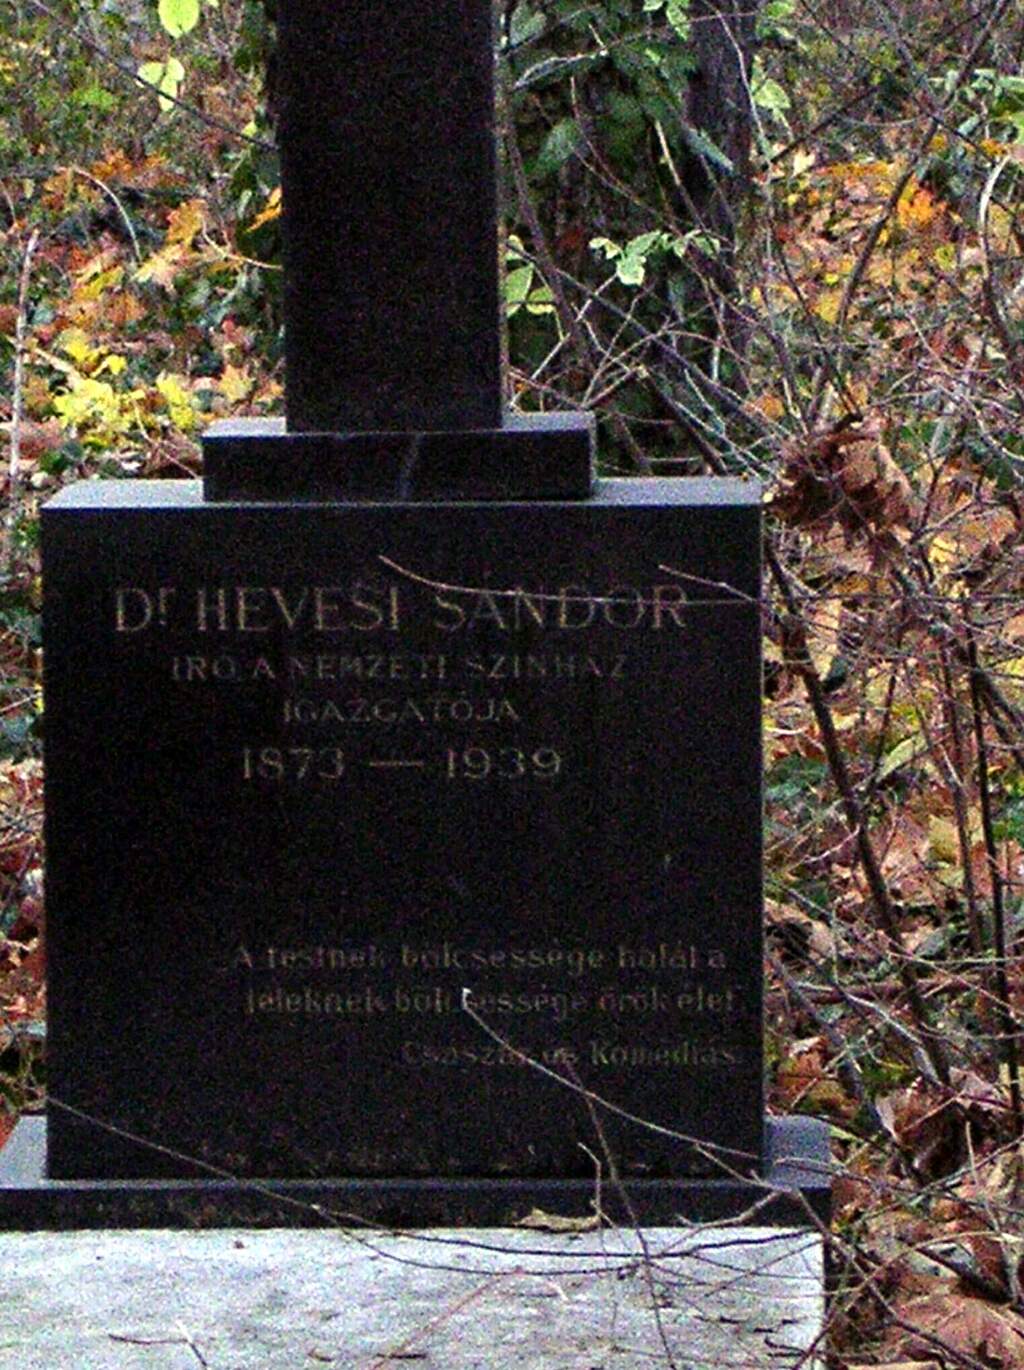 Dr HEVESI SÁNDOR
IRÓ, A NEMZETI SZINHÁZ
IGAZGATÓJA
1873 — 1939
A testnek bölcsessége halál a
léleknek bölcsessége örök élet
Császár és Komédiás